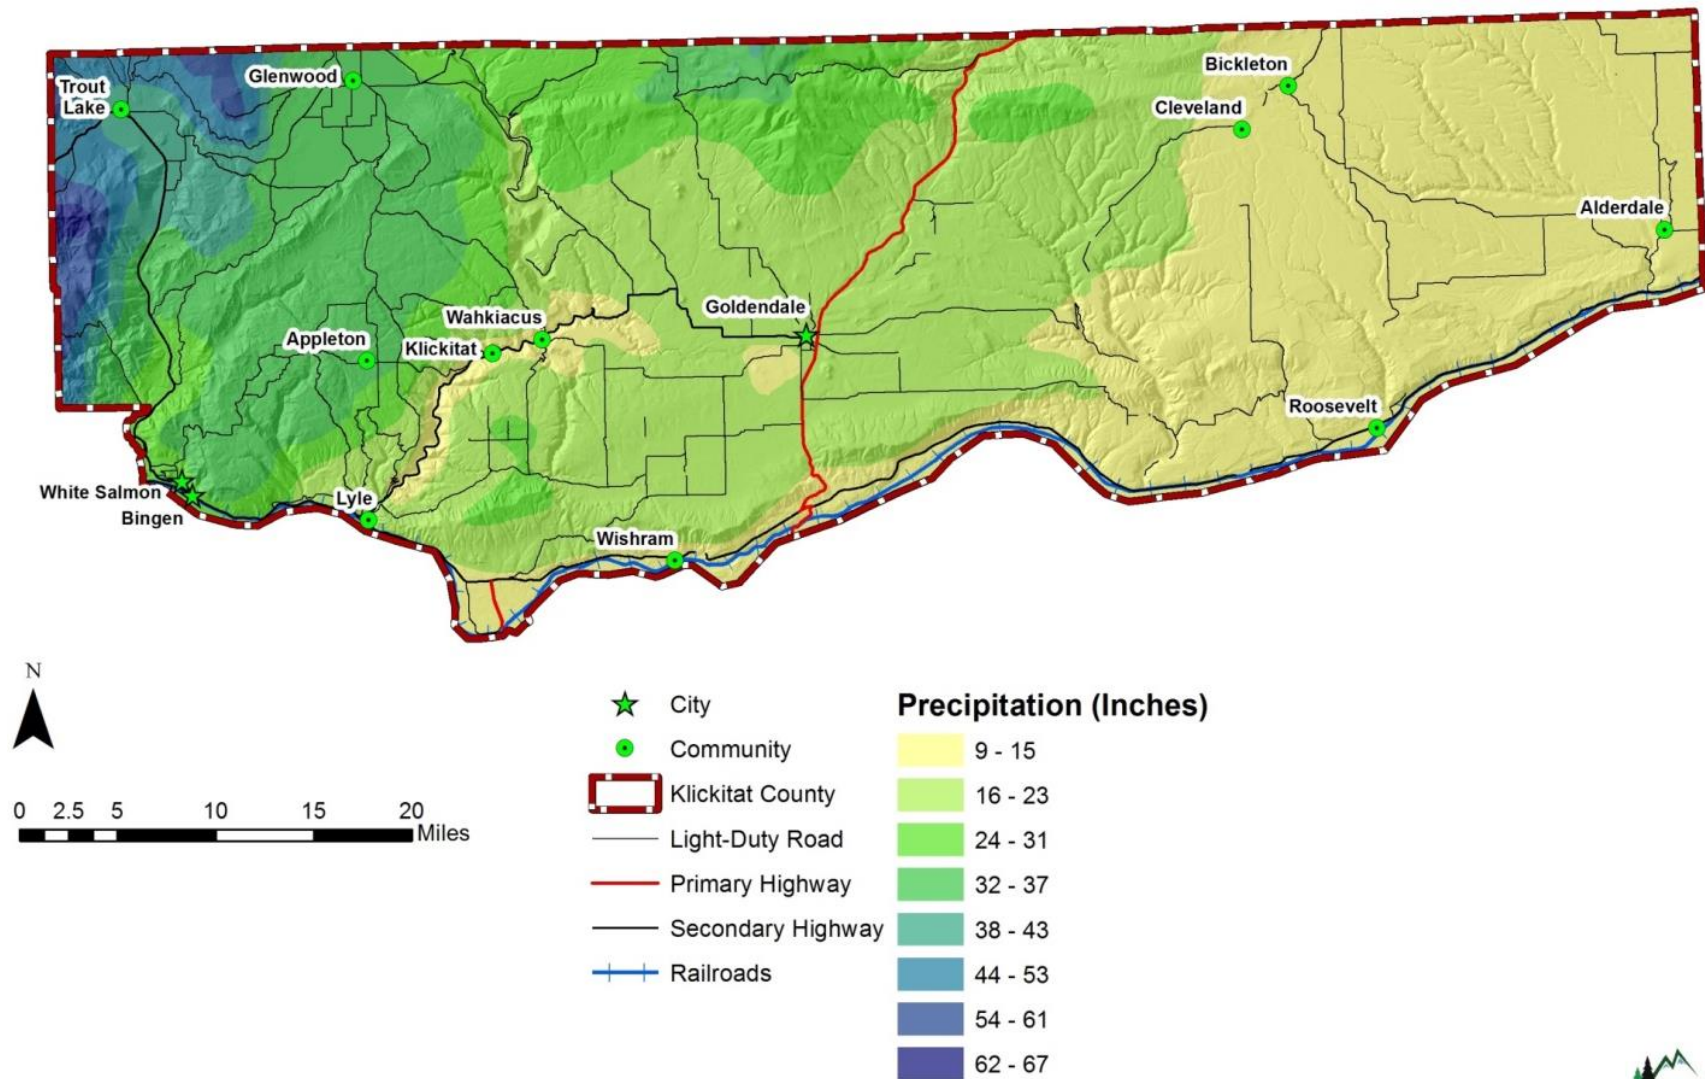 Trout
Lake
Glenwood
Bickleton
Cleveland
Alderdale
Goldendale
Wahkiacus
Appleton
Klickitat
Roosevelt
White Salmon
Bingen
Lyle
Wishram
N
0 2.5 5 10 15 20
Miles
City
Community
Klickitat County
Light-Duty Road
Primary Highway
Secondary Highway
Railroads
Precipitation (Inches)
9 - 15
16 - 23
24 - 31
32 - 37
38 - 43
44 - 53
54 - 61
62 - 67